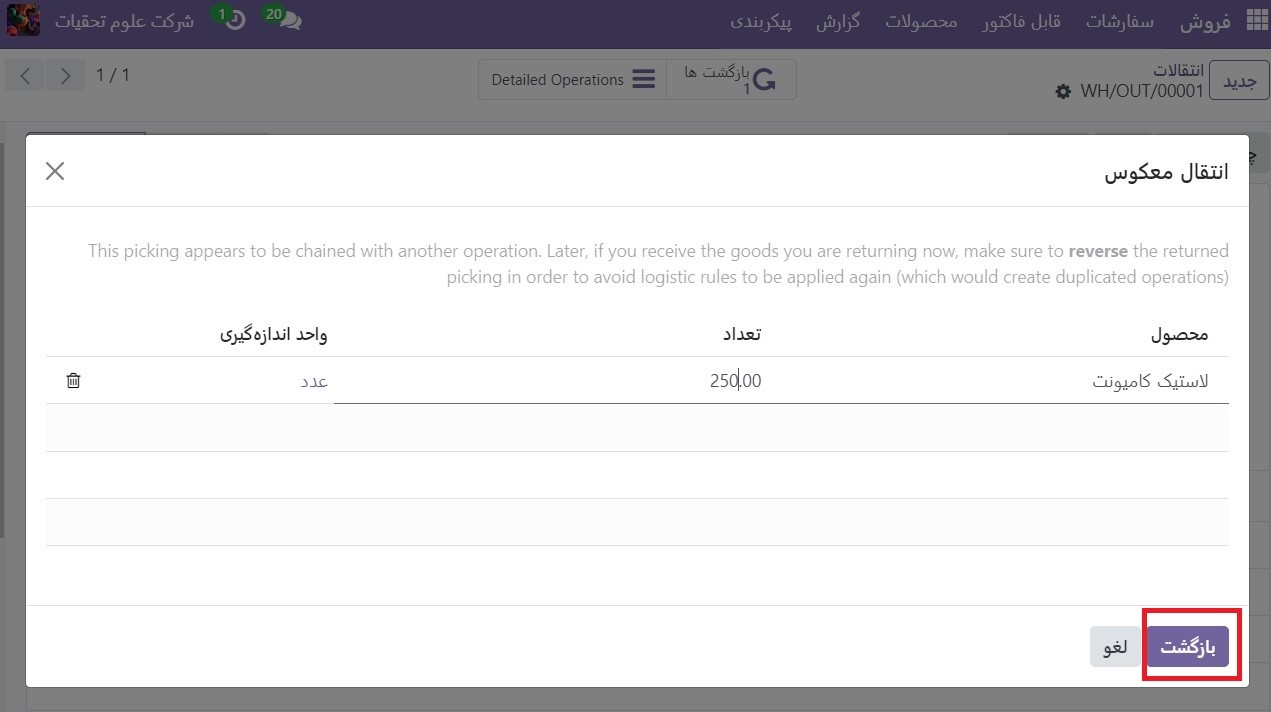 فروش سفارشات قابل فاکتور محصولات گزارش پیکربندی 20 1 شرکت علوم تحقیات
جدید انتقالات WH/OUT/00001
بازگشت ها 1 Detailed Operations
1 / 1
انتقال معکوس
This picking appears to be chained with another operation. Later, if you receive the goods you are returning now, make sure to reverse the returned
picking in order to avoid logistic rules to be applied again (which would create duplicated operations)
محصول تعداد واحد اندازه‌گیری
لاستیک کامیونت 250.00 عدد
بازگشت لغو